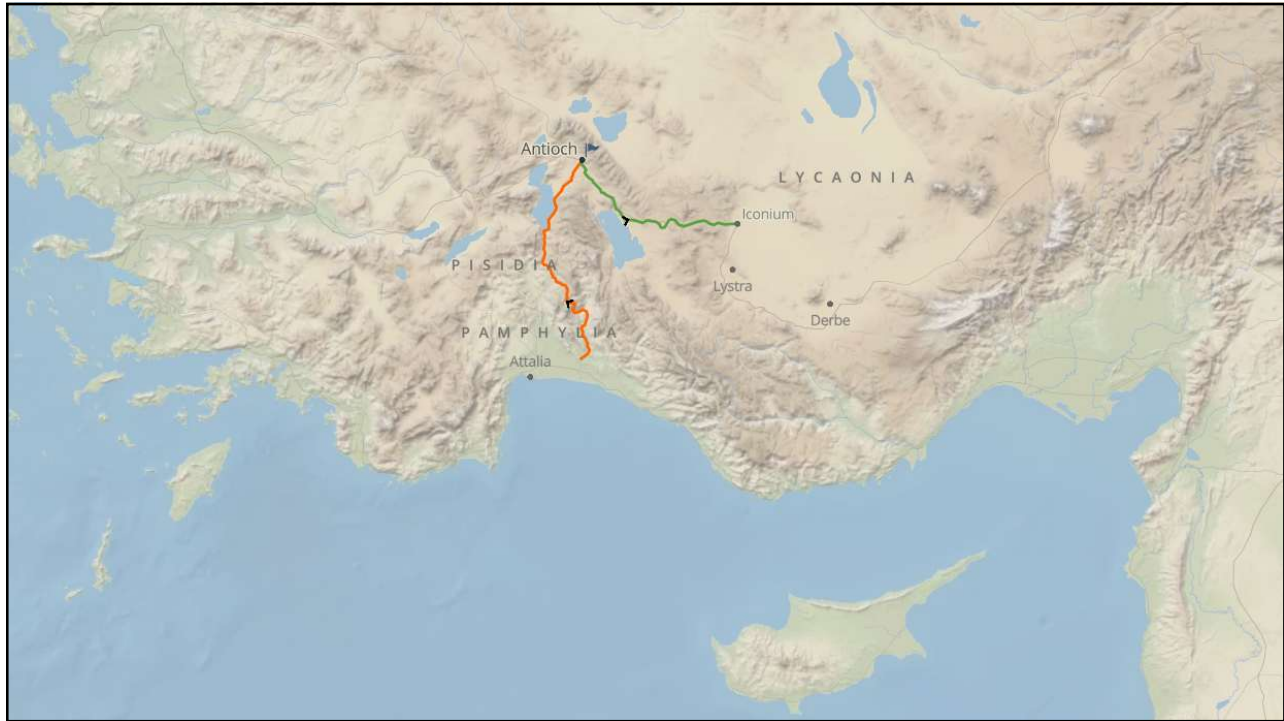 Antioch
LYCAONIA
Iconium
PISIDIA
Lystra
Derbe
PAMPHYLIA
Attalia